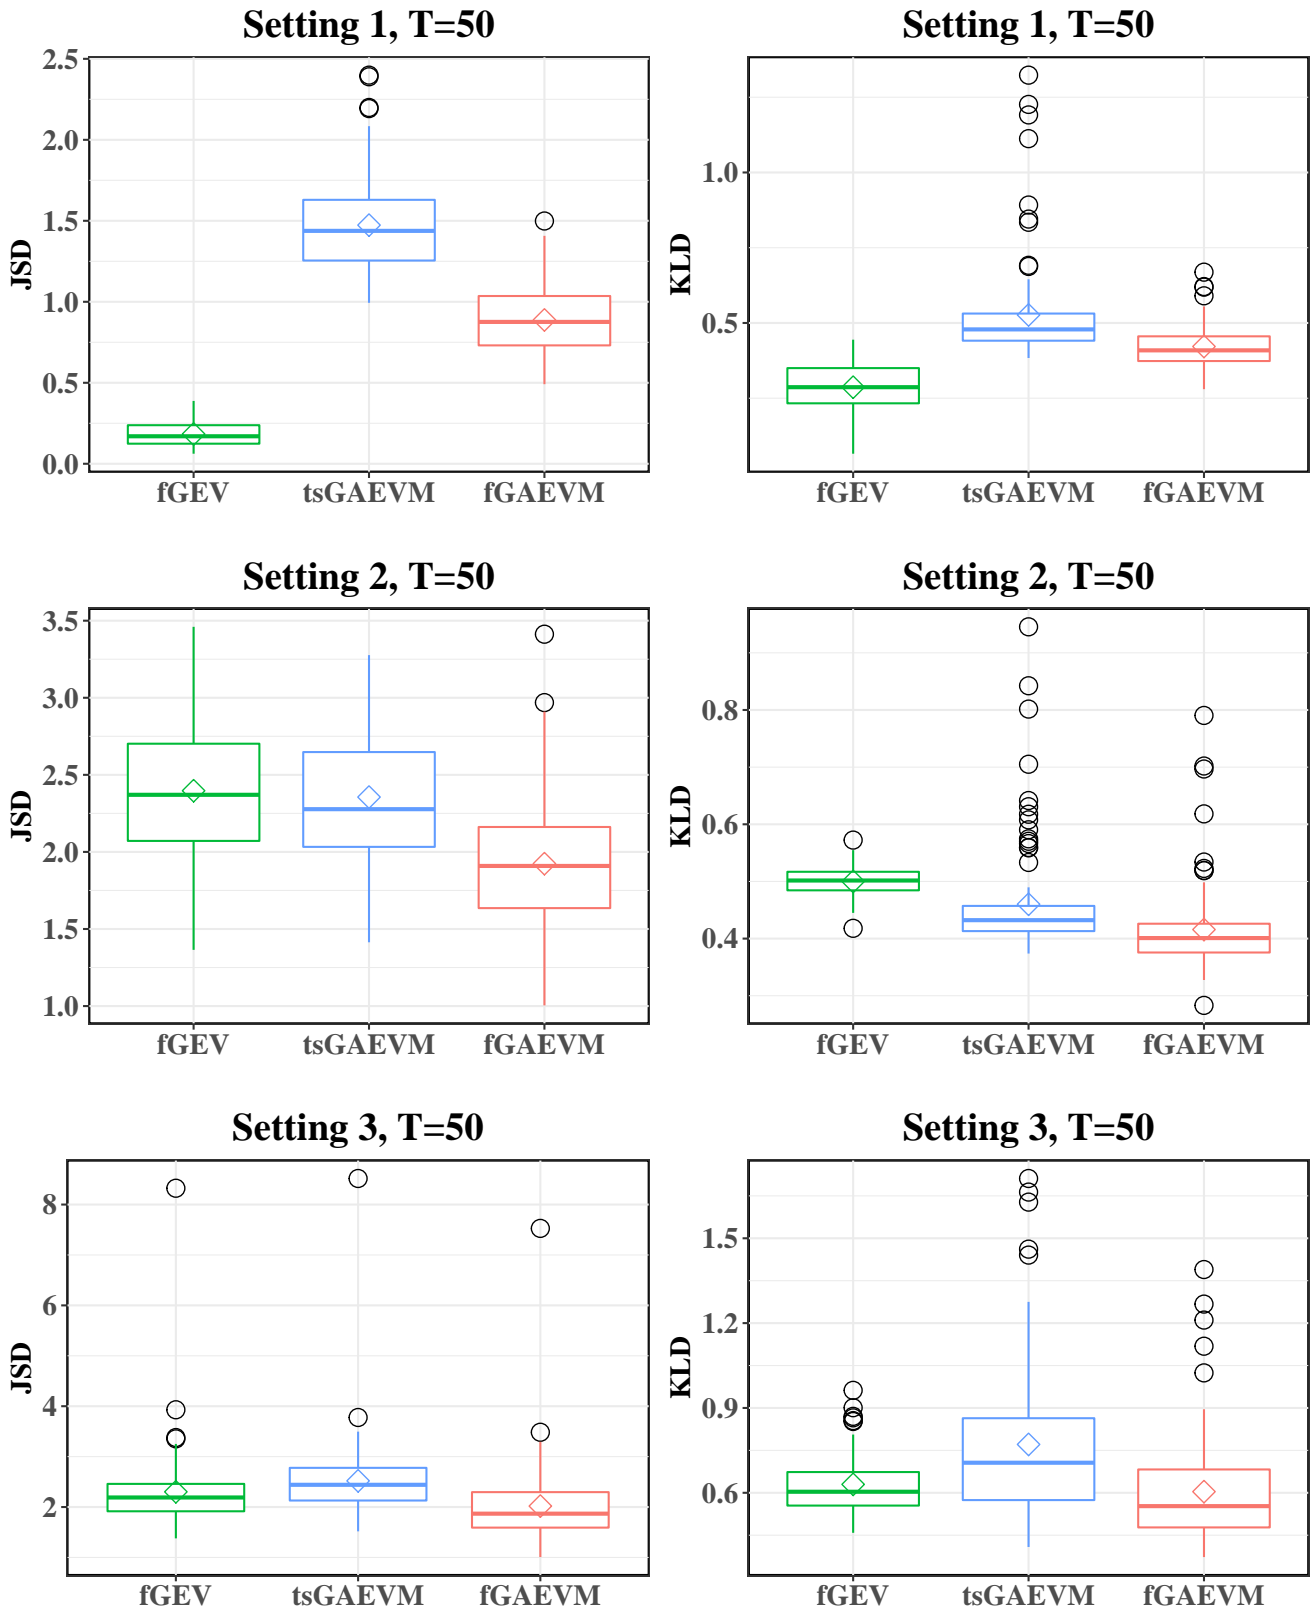 Setting 1, T=50
JSD
2.5
2.0
1.5
1.0
0.5
0.0
fGEV tsGAEVM fGAEVM
Setting 1, T=50
KLD
1.0
0.5
fGEV tsGAEVM fGAEVM
Setting 2, T=50
JSD
3.5
3.0
2.5
2.0
1.5
1.0
fGEV tsGAEVM fGAEVM
Setting 2, T=50
KLD
0.8
0.6
0.4
fGEV tsGAEVM fGAEVM
Setting 3, T=50
JSD
8
6
4
2
fGEV tsGAEVM fGAEVM
Setting 3, T=50
KLD
1.5
1.2
0.9
0.6
fGEV tsGAEVM fGAEVM